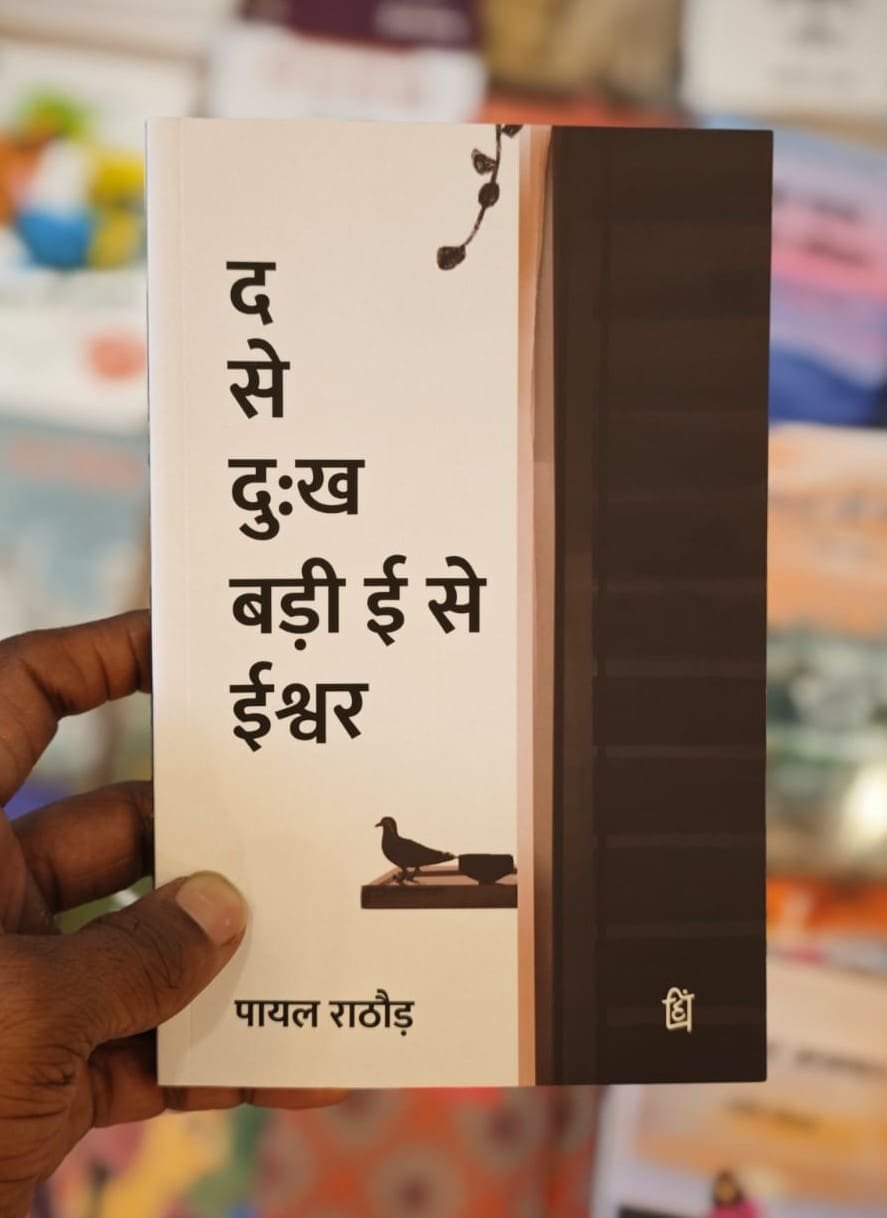 द
से
दुःख
बड़ी ई से
ईश्वर
पायल राठौड़